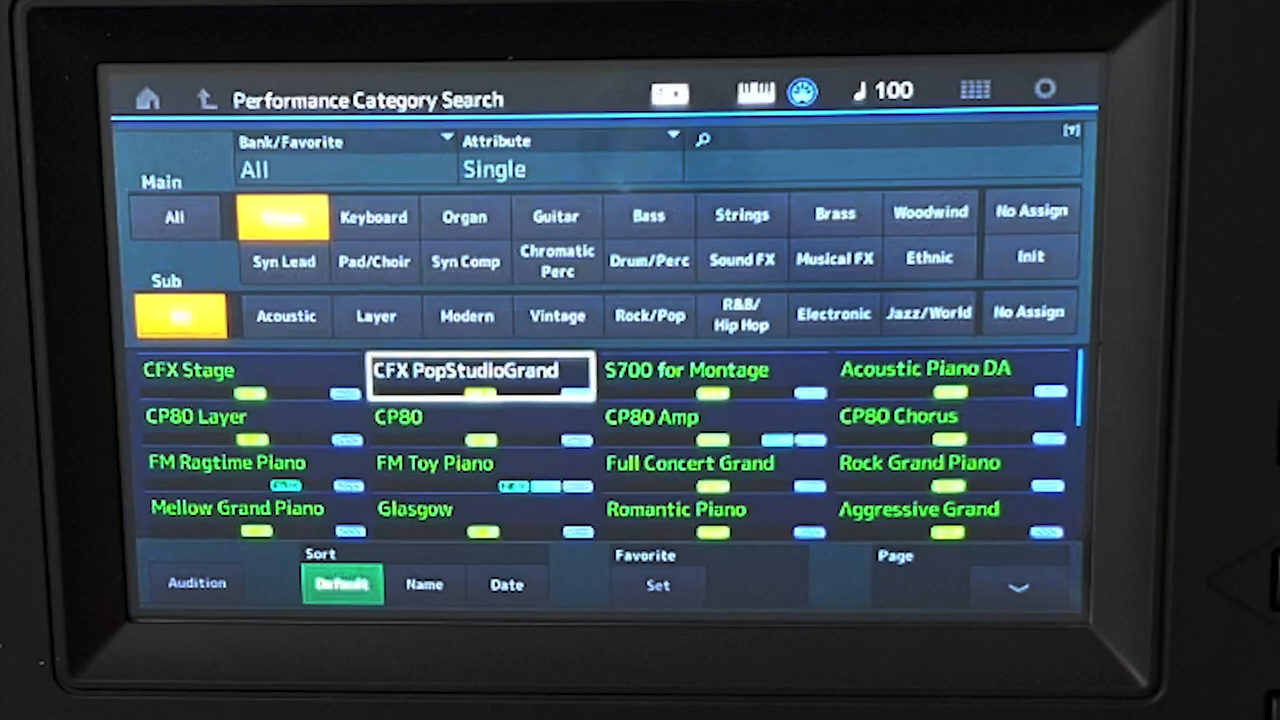 Performance Category Search
♩ 100
Bank/Favorite Attribute
All Single
Main
All Keyboard Organ Guitar Bass Strings Brass Woodwind No Assign
Syn Lead Pad/Choir Syn Comp Chromatic Perc Drum/Perc Sound FX Musical FX Ethnic Init
Sub
Acoustic Layer Modern Vintage Rock/Pop R&B/ Hip Hop Electronic Jazz/World No Assign
CFX Stage CFX PopStudioGrand S700 for Montage Acoustic Piano DA
CP80 Layer CP80 CP80 Amp CP80 Chorus
FM Ragtime Piano FM Toy Piano Full Concert Grand Rock Grand Piano
Mellow Grand Piano Glasgow Romantic Piano Aggressive Grand
Sort Favorite Page
Audition Default Name Date Set